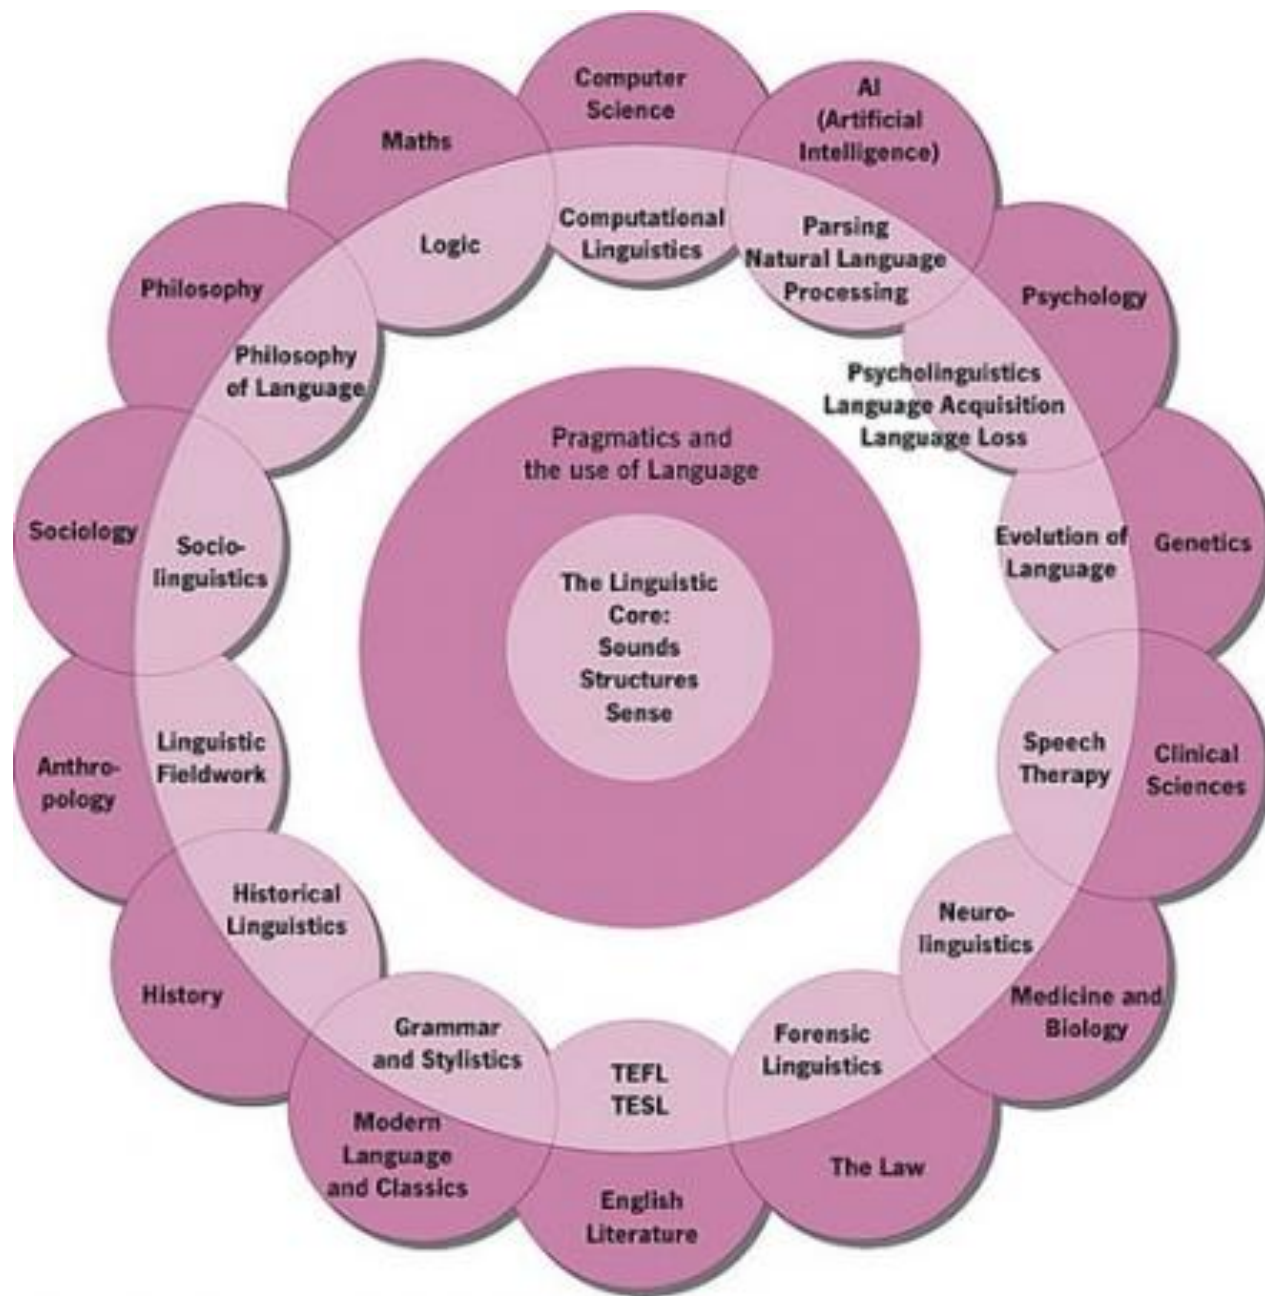 Computer
Science
AI
(Artificial
Intelligence)
Maths
Computational
Linguistics
Parsing
Natural Language
Processing
Logic
Psychology
Philosophy
Philosophy
of Language
Psycholinguistics
Language Acquisition
Language Loss
Pragmatics and
the use of Language
Sociology
Socio-
linguistics
Evolution of
Language
Genetics
The Linguistic
Core:
Sounds
Structures
Sense
Anthro-
pology
Linguistic
Fieldwork
Speech
Therapy
Clinical
Sciences
Historical
Linguistics
History
Neuro-
linguistics
Medicine and
Biology
Grammar
and Stylistics
Modern
Language
and Classics
TEFL
TESL
English
Literature
Forensic
Linguistics
The Law